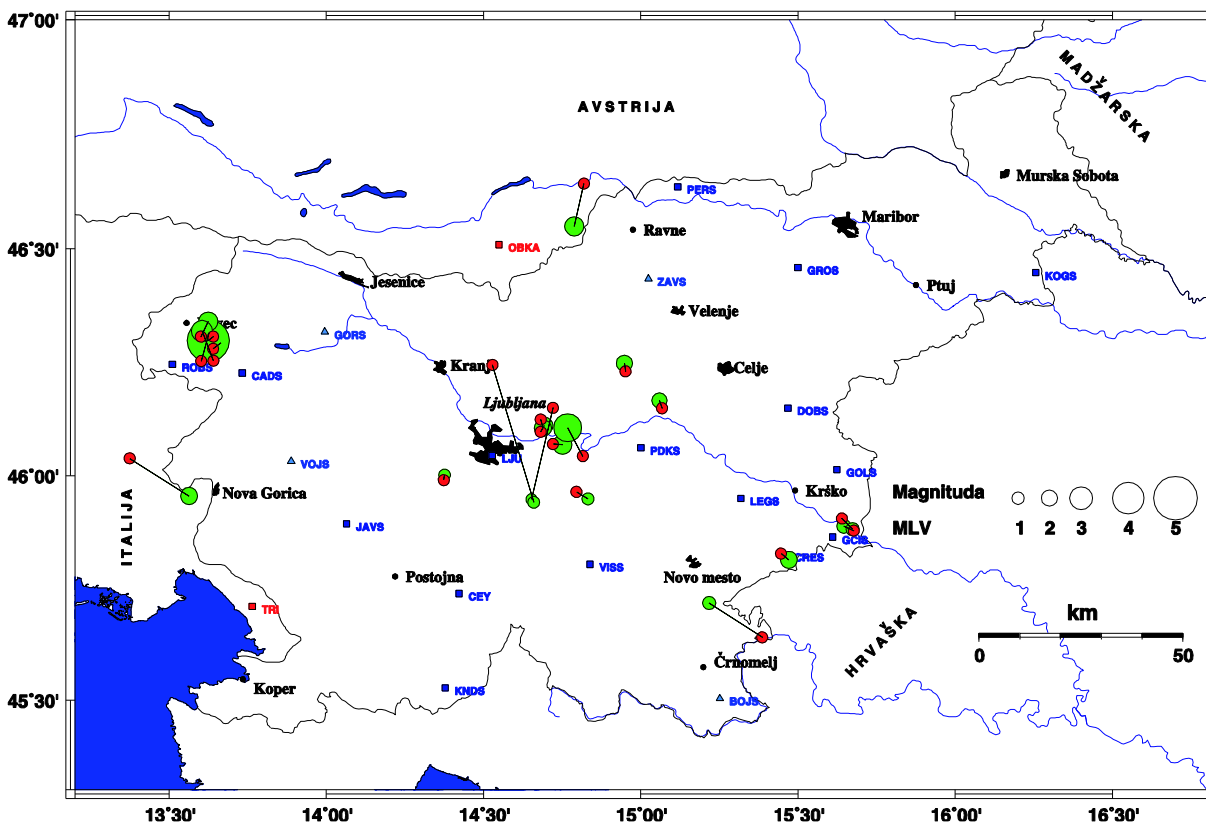 47°00'
MADŽARSKA
AVSTRIJA
Murska Sobota
PERS
Maribor
Ravne
46°30'
OBKA
GROS
KOGS
ZAVS
Ptuj
Jesenice
Velenje
GORS
ROBS
CADS
Kranj
Celje
Ljubljana
DOBS
LJU
PDKS
VOJS
GOLS
46°00'
Nova Gorica
LEGS
Krško
Magnituda
MLV
1 2 3 4 5
ITALIJA
JAVS
GCIS
CRES
VISS
Novo mesto
Postojna
CEY
TRI
km
0 50
HRVAŠKA
Črnomelj
Koper
KNDS
BOJS
45°30'
13°30' 14°00' 14°30' 15°00' 15°30' 16°00' 16°30'